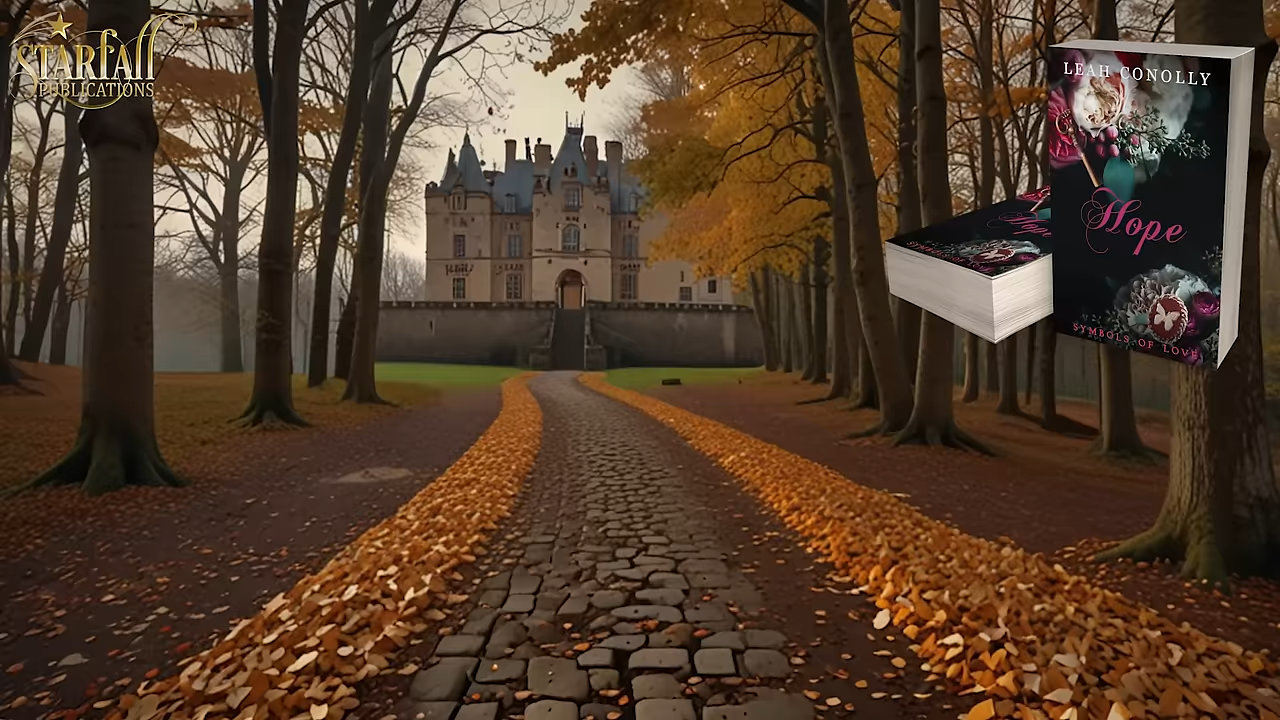 STARFALL
PUBLICATIONS
LEAH CONOLLY
Hope
SYMBOLS OF LOVE
Hope